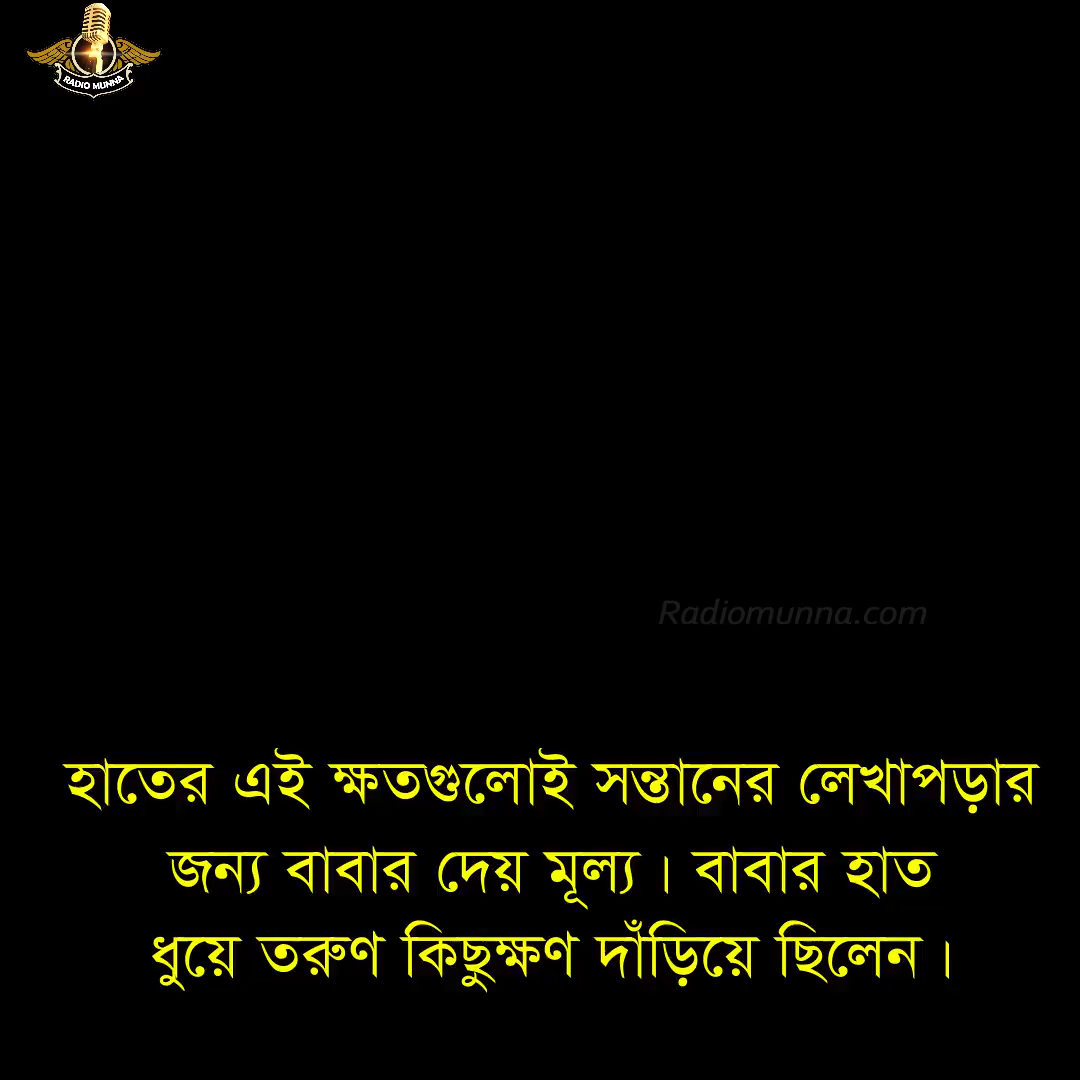 RADIO MUNNA
Radiomunna.com
হাতের এই ক্ষতগুলোই সন্তানের লেখাপড়ার
জন্য বাবার দেয় মূল্য। বাবার হাত
ধুয়ে তরুণ কিছুক্ষণ দাঁড়িয়ে ছিলেন।